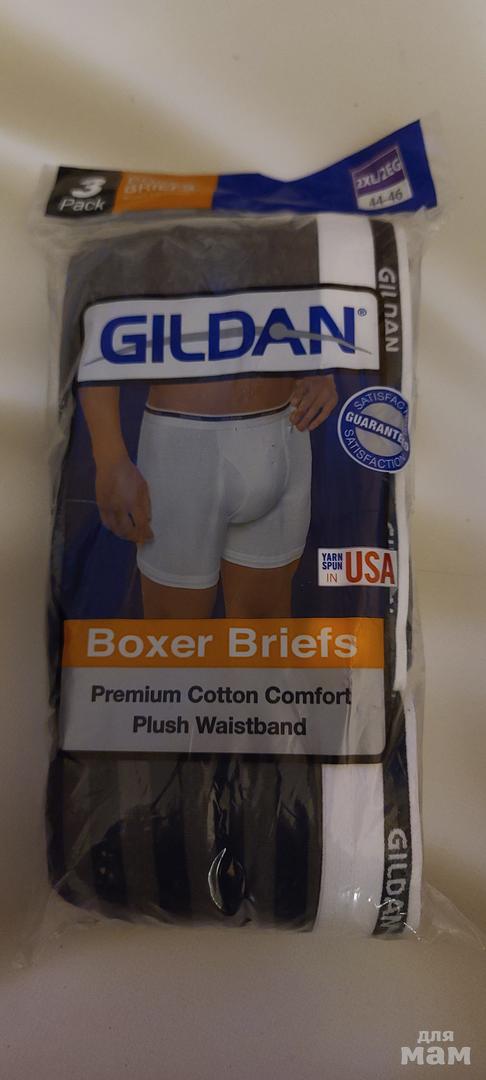 3
Pack
BOXER
BRIEFS
2XL/2EG
44-46
GILDAN
GILDAN®
SATISFACTION
GUARANTEED
SATISFACTION
YARN
SPUN
IN
USA
Boxer Briefs
Premium Cotton Comfort
Plush Waistband
GILDAN
для
мам